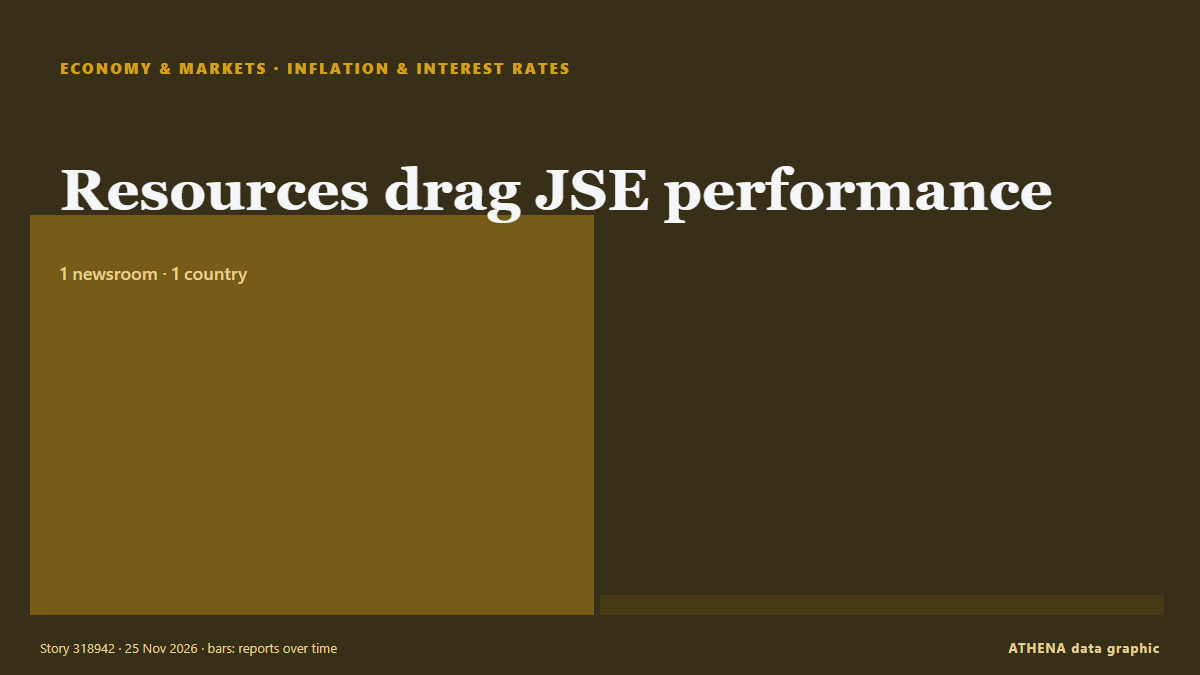 ECONOMY & MARKETS · INFLATION & INTEREST RATES
Resources drag JSE performance
1 newsroom · 1 country
Story 318942 · 25 Nov 2026 · bars: reports over time
ATHENA data graphic